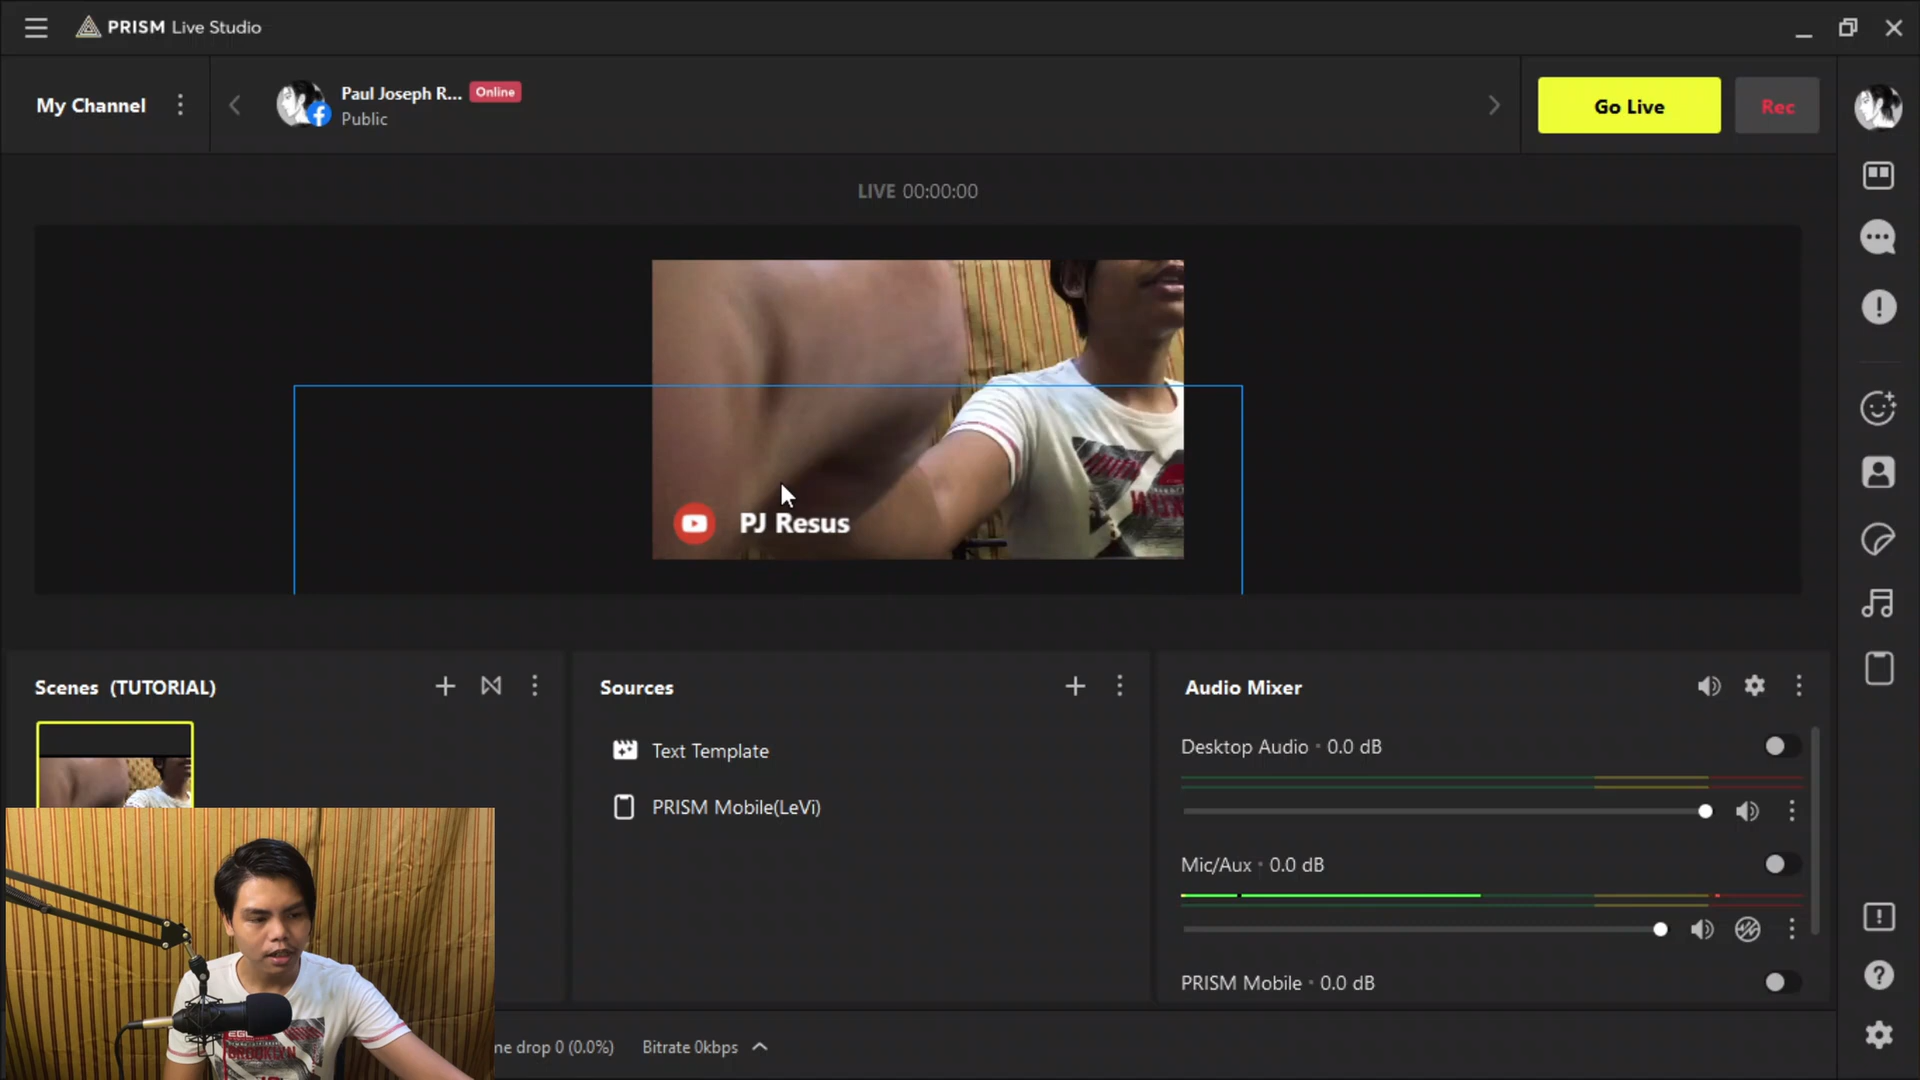 PRISM Live Studio
My Channel
Paul Joseph R... Online
Public
Go Live
Rec
LIVE 00:00:00
PJ Resus
Scenes (TUTORIAL)
Sources
Audio Mixer
Text Template
PRISM Mobile(LeVi)
Desktop Audio • 0.0 dB
Mic/Aux • 0.0 dB
PRISM Mobile • 0.0 dB
me drop 0 (0.0%)
Bitrate 0kbps